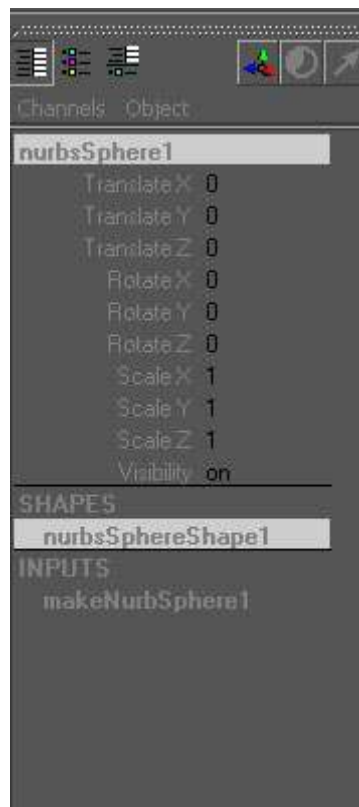 Channels Object
nurbsSphere1
Translate X 0
Translate Y 0
Translate Z 0
Rotate X 0
Rotate Y 0
Rotate Z 0
Scale X 1
Scale Y 1
Scale Z 1
Visibility on
SHAPES
nurbsSphereShape1
INPUTS
makeNurbSphere1